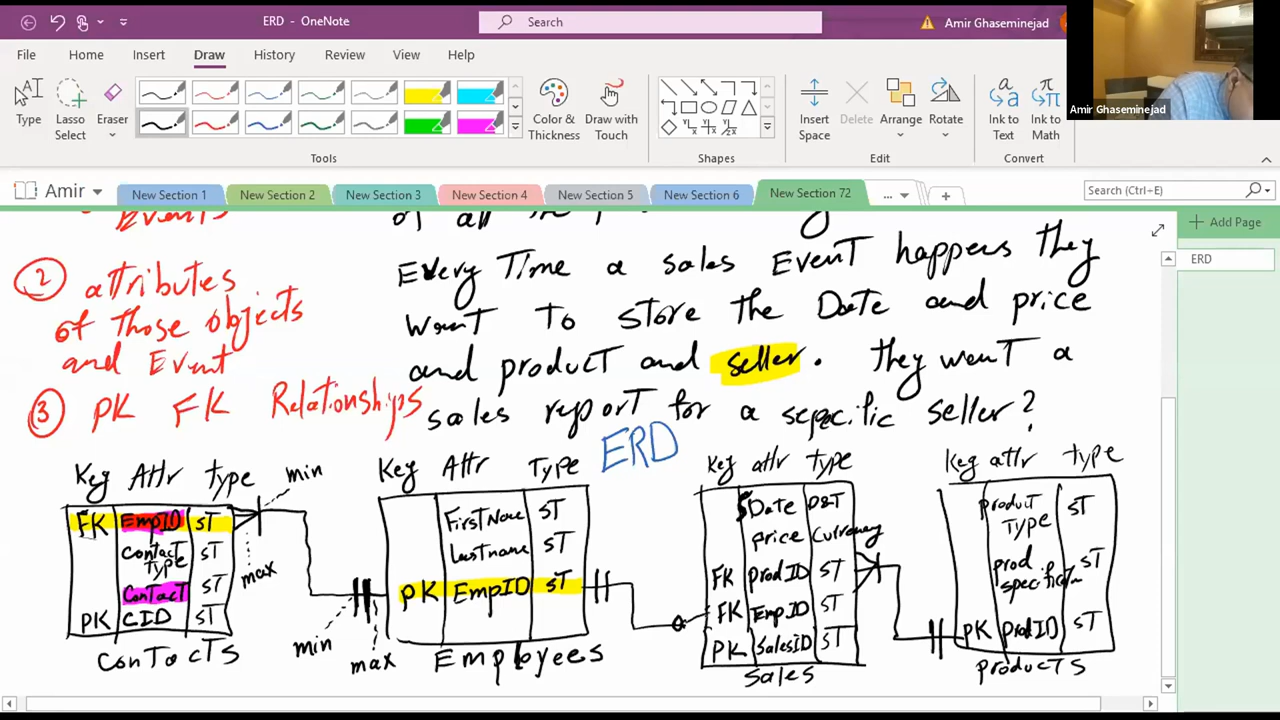 ERD - OneNote
Search
Amir Ghaseminejad
Amir Ghaseminejad
File Home Insert Draw History Review View Help
Type
Lasso Select
Eraser
Color & Thickness
Draw with Touch
Insert Space
Delete
Arrange
Rotate
Ink to Text
Ink to Math
Tools
Shapes
Edit
Convert
Amir
New Section 1
New Section 2
New Section 3
New Section 4
New Section 5
New Section 6
New Section 72
...
Search (Ctrl+E)
Add Page
ERD
Events
of all the
Every Time a sales Event happens they
want to store the Date and price
and product and seller. they want a
sales report for a specific seller?
2 attributes
of those objects
and Event
3 PK FK Relationships
ERD
Key Attr type
min
FK EmpID ST
contact type ST
contact ST
PK CID ST
max
contacts
min
max
Key Attr Type
FirstName ST
Lastname ST
PK EmpID ST
Employees
Key attr type
Date D&T
price Currency
FK prodID ST
FK EmpID ST
PK SalesID ST
Sales
Key attr type
product type ST
prod ST
PK prodID ST
products